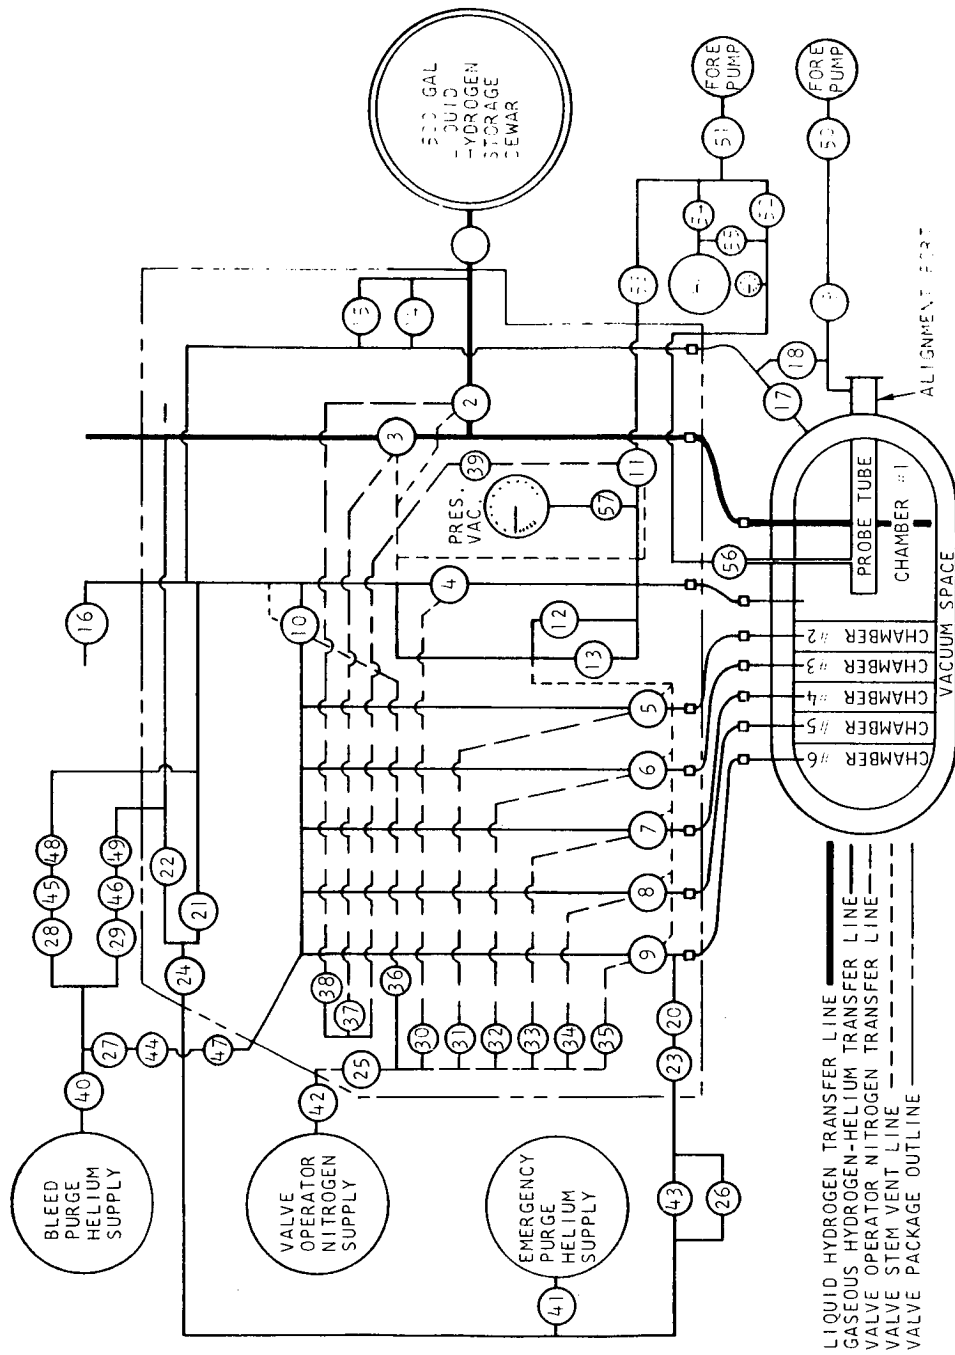 BLEED
PURGE
HELIUM
SUPPLY
40
27
44
47
28
45
48
29
46
49
16
24
22
21
VALVE
OPERATOR
NITROGEN
SUPPLY
42
25
38
37
36
10
3
2
GAL
LIQUID
HYDROGEN
STORAGE
DEWAR
30
31
32
33
34
35
4
39
PRES.
VAC.
57
11
12
13
EMERGENCY
PURGE
HELIUM
SUPPLY
41
43
26
23
20
9
8
7
6
5
53
52
51
FORE
PUMP
50
FORE
PUMP
56
17
18
ALIGNMENT PORT
PROBE TUBE
CHAMBER #1
CHAMBER #2
CHAMBER #3
CHAMBER #4
CHAMBER #5
CHAMBER #6
VACUUM SPACE
LIQUID HYDROGEN TRANSFER LINE
GASEOUS HYDROGEN-HELIUM TRANSFER LINE
VALVE OPERATOR NITROGEN TRANSFER LINE
VALVE STEM VENT LINE
VALVE PACKAGE OUTLINE